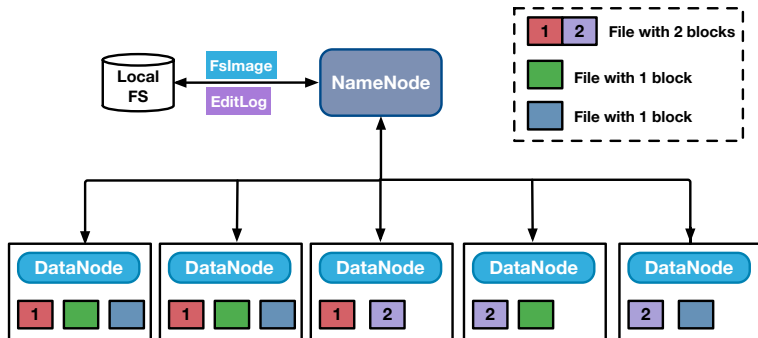 FsImage
Local
FS
EditLog
NameNode
1 2 File with 2 blocks
File with 1 block
File with 1 block
DataNode
DataNode
DataNode
DataNode
DataNode
1
1
1 2
2
2